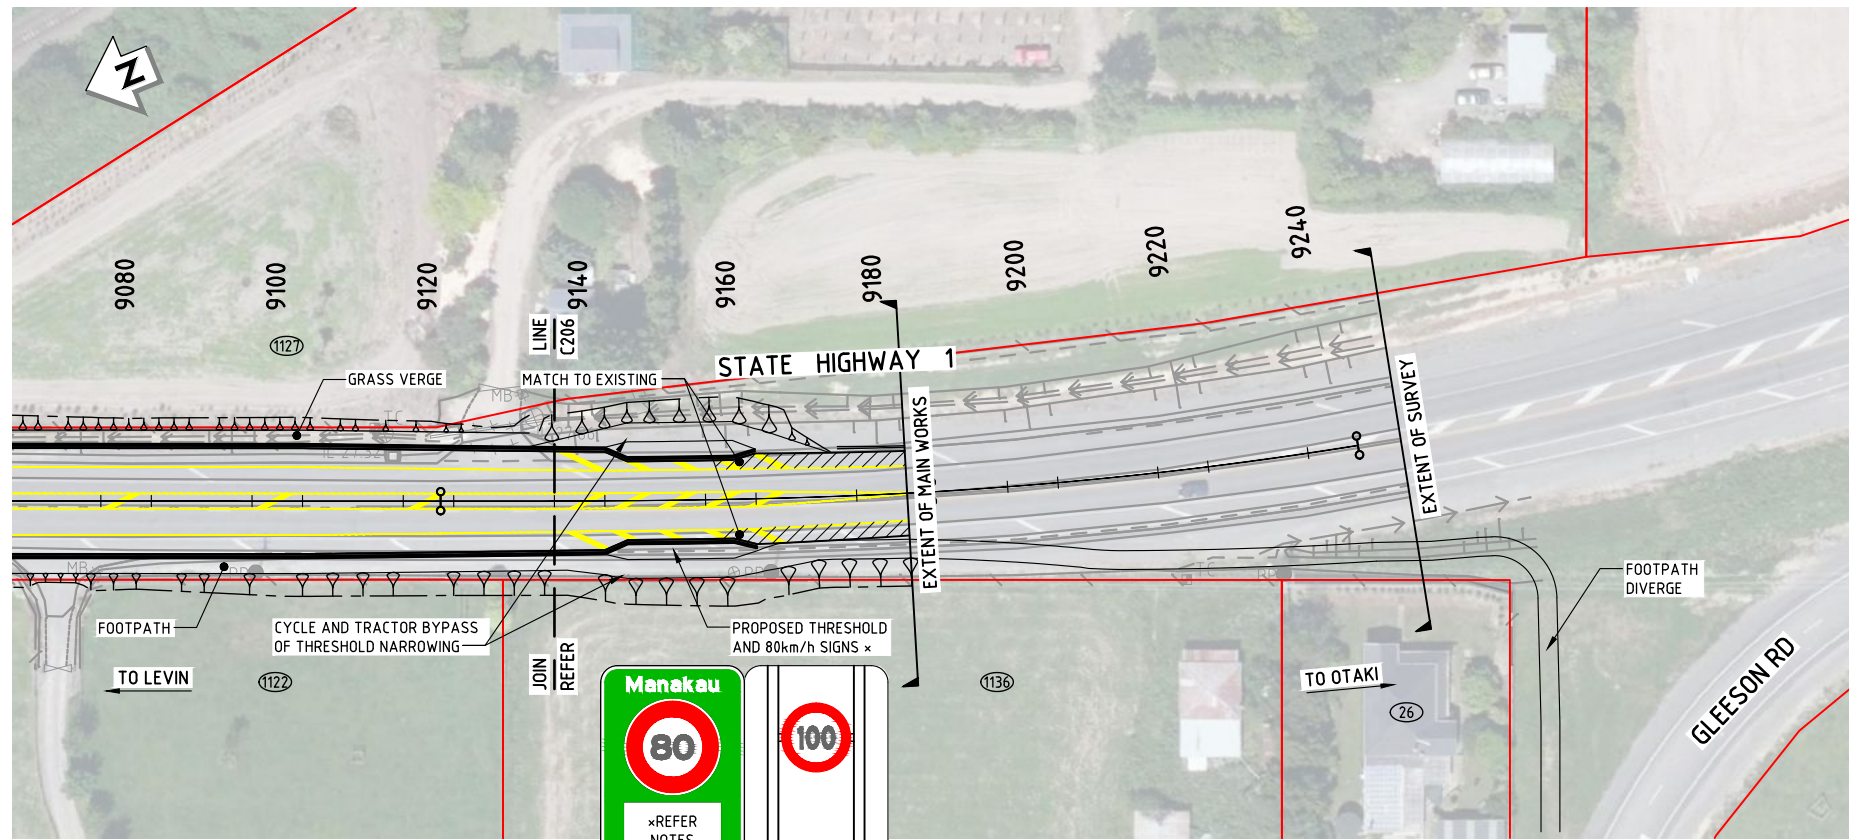 N
9080
9100
9120
9140
9160
9180
9200
9220
9240
1127
LINE
C206
STATE HIGHWAY 1
GRASS VERGE
MATCH TO EXISTING
MB
TC
EXTENT OF MAIN WORKS
EXTENT OF SURVEY
MB
TC
FOOTPATH
DIVERGE
FOOTPATH
CYCLE AND TRACTOR BYPASS
OF THRESHOLD NARROWING
PROPOSED THRESHOLD
AND 80km/h SIGNS ×
TO LEVIN
1122
JOIN
REFER
Manakau
80
×REFER
NOTES
100
1136
TO OTAKI
26
GLEESON RD